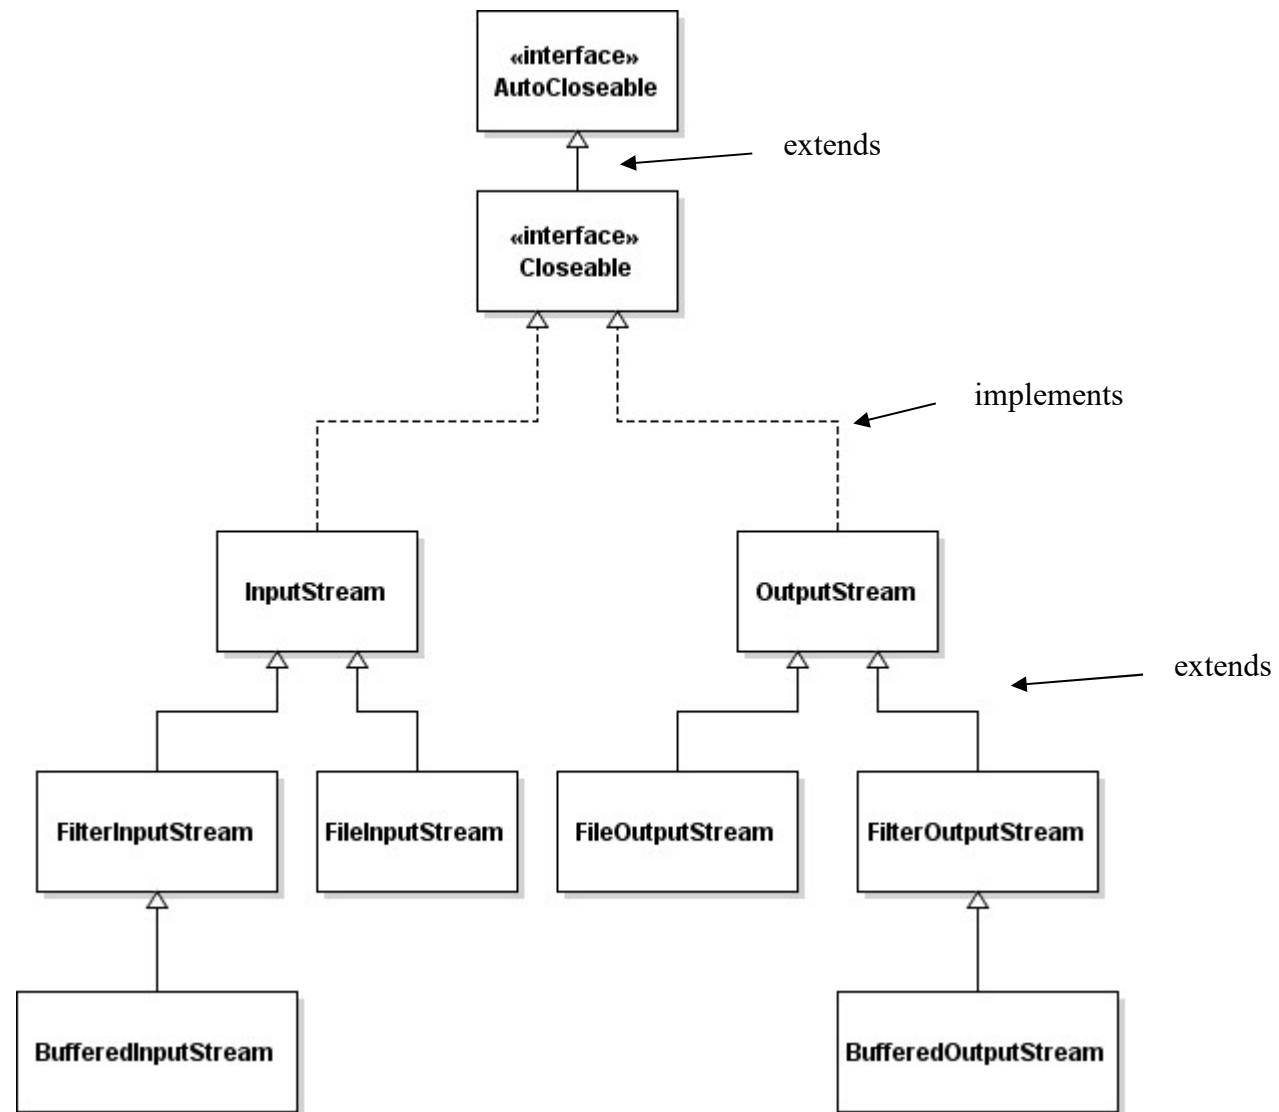 «interface»
AutoCloseable
extends
«interface»
Closeable
implements
InputStream
OutputStream
extends
FilterInputStream
FileInputStream
FileOutputStream
FilterOutputStream
BufferedInputStream
BufferedOutputStream